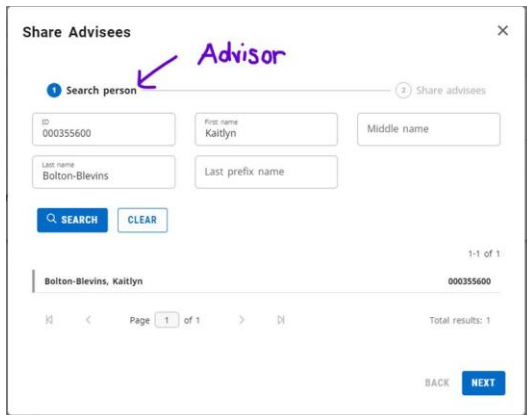 Share Advisees
Advisor
1 Search person
2 Share advisees
ID
000355600
First name
Kaitlyn
Middle name
Last name
Bolton-Blevins
Last prefix name
SEARCH
CLEAR
1-1 of 1
Bolton-Blevins, Kaitlyn 000355600
Page 1 of 1
Total results: 1
BACK NEXT